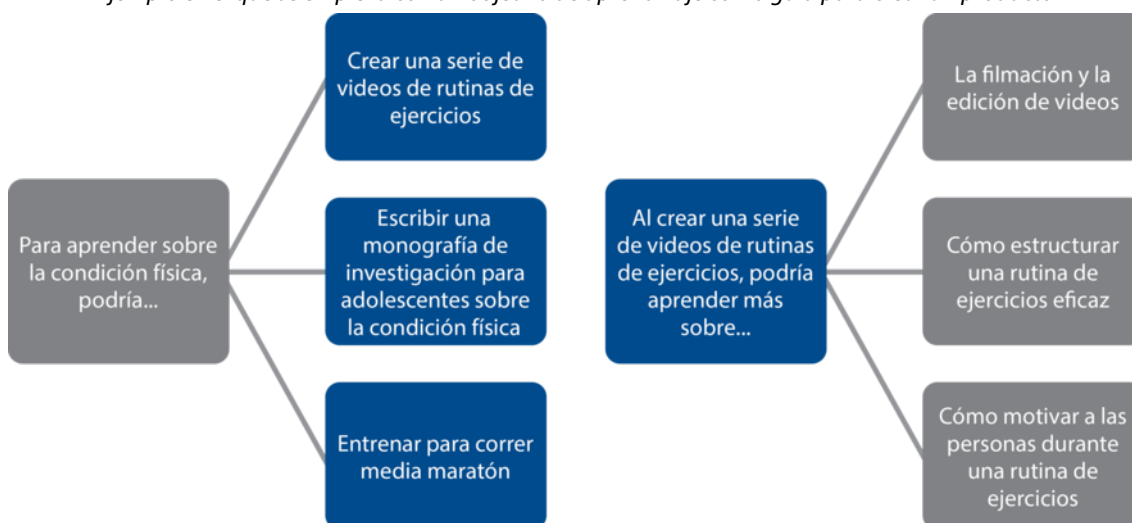 Para aprender sobre
la condición física,
podría...
Crear una serie de
videos de rutinas de
ejercicios
Escribir una
monografía de
investigación para
adolescentes sobre
la condición física
Entrenar para correr
media maratón
Al crear una serie
de videos de rutinas
de ejercicios, podría
aprender más
sobre...
La filmación y la
edición de videos
Cómo estructurar
una rutina de
ejercicios eficaz
Cómo motivar a las
personas durante
una rutina de
ejercicios